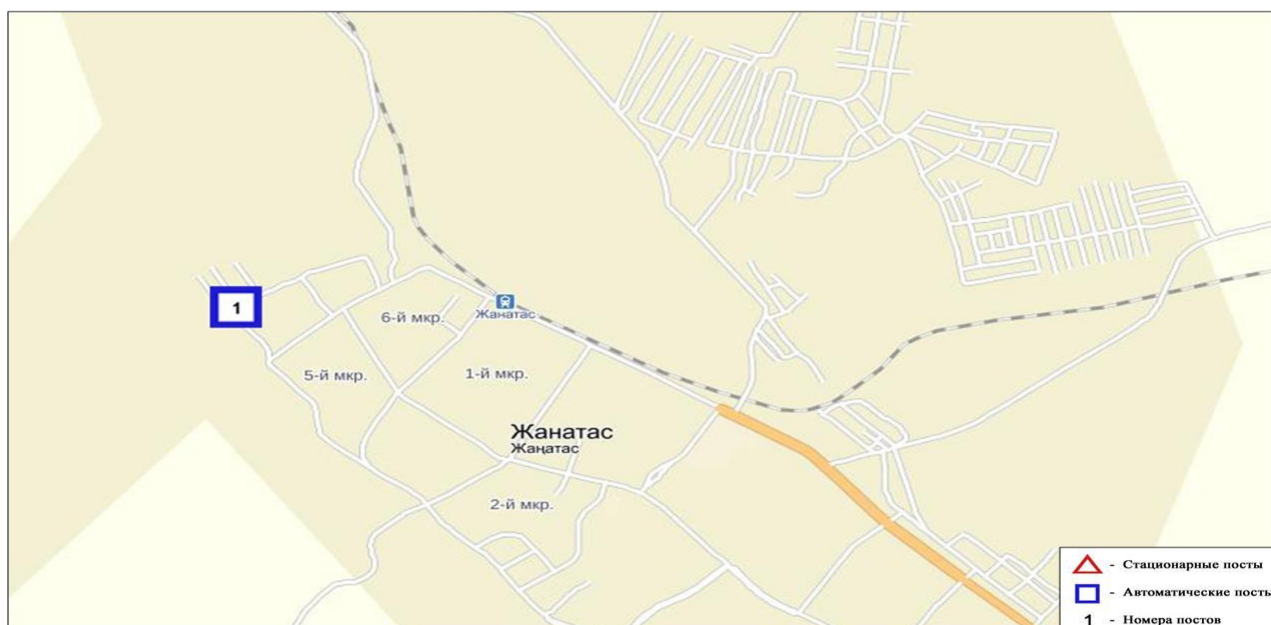 1
6-й мкр.
Жанатас
5-й мкр.
1-й мкр.
Жанатас
Жаңатас
2-й мкр.
- Стационарные посты
- Автоматические посты
1 - Номера постов